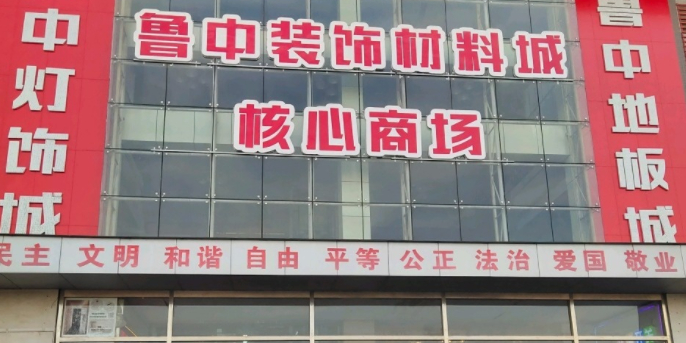 鲁中装饰材料城
核心商场
中灯饰城
鲁中地板城
民主 文明 和谐 自由 平等 公正 法治 爱国 敬业